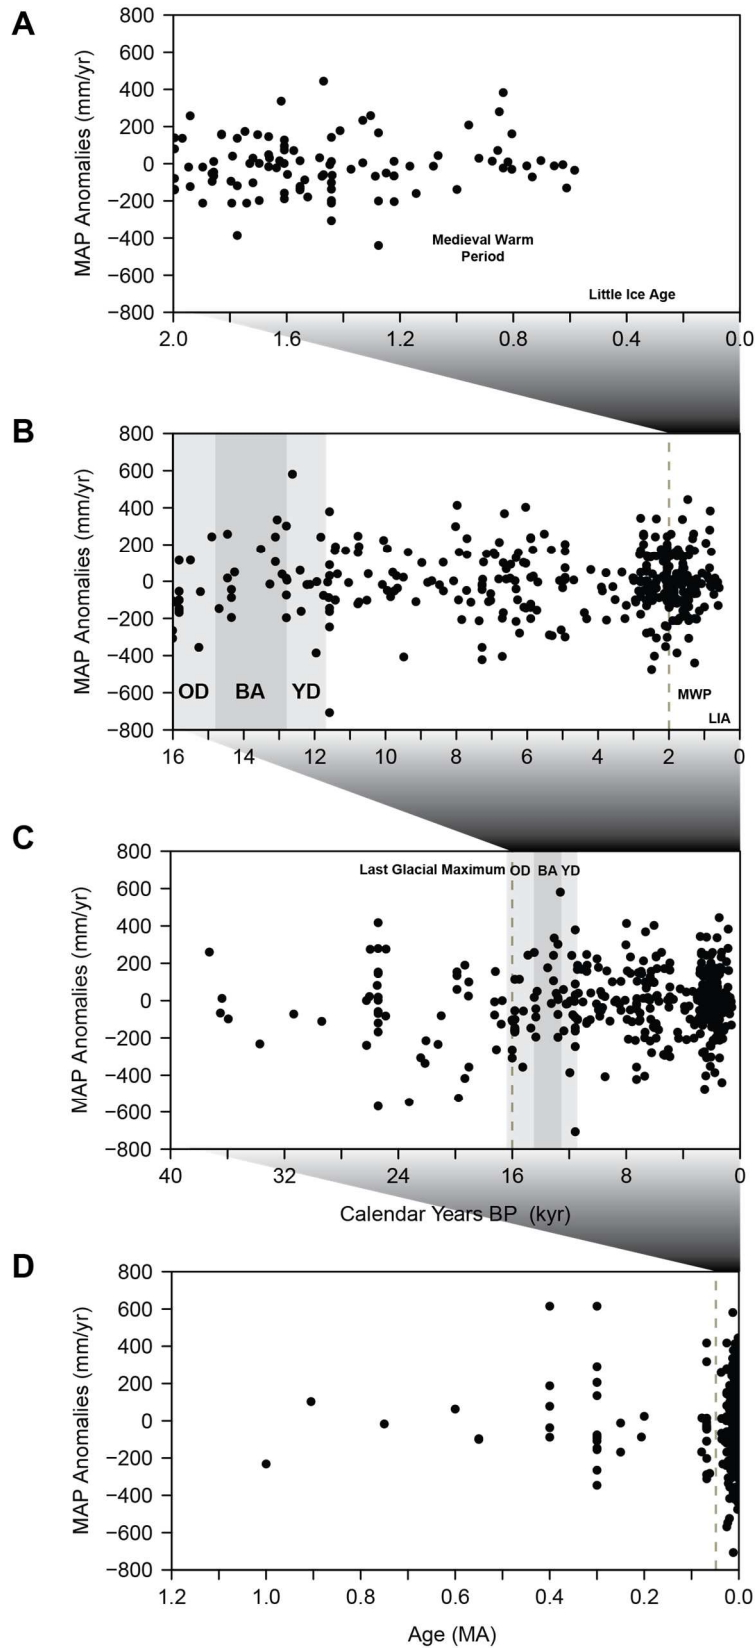 A
MAP Anomalies (mm/yr)
800
600
400
200
0
−200
−400
−600
−800
Medieval Warm
Period
Little Ice Age
2.0 1.6 1.2 0.8 0.4 0.0
B
MAP Anomalies (mm/yr)
800
600
400
200
0
−200
−400
−600
−800
OD BA YD
MWP
LIA
16 14 12 10 8 6 4 2 0
C
MAP Anomalies (mm/yr)
800
600
400
200
0
−200
−400
−600
−800
Last Glacial Maximum OD BA YD
40 32 24 16 8 0
Calendar Years BP (kyr)
D
MAP Anomalies (mm/yr)
800
600
400
200
0
−200
−400
−600
−800
1.2 1.0 0.8 0.6 0.4 0.2 0.0
Age (MA)